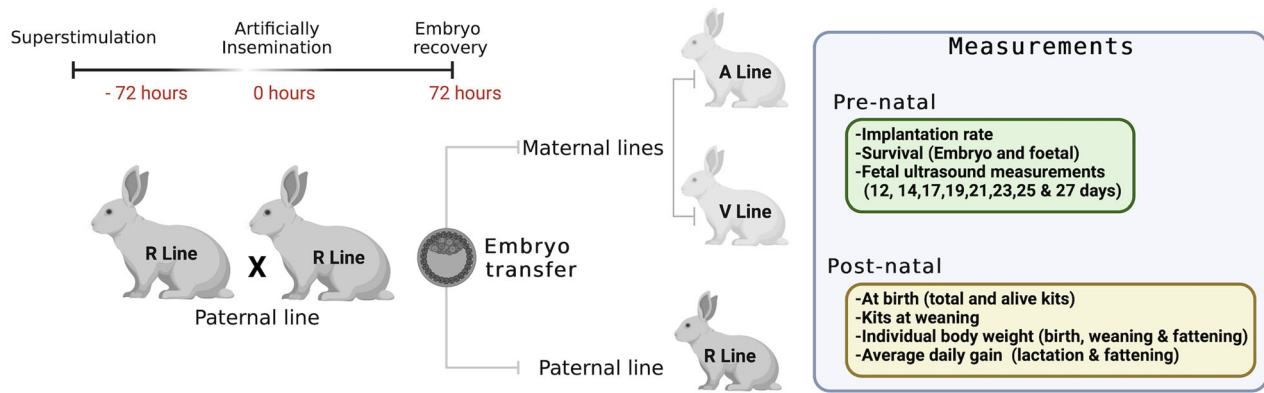 Superstimulation
Artificially
Insemination
Embryo
recovery
- 72 hours
0 hours
72 hours
R Line
X
R Line
Paternal line
Embryo
transfer
Maternal lines
A Line
V Line
Paternal line
R Line
Measurements
Pre-natal
-Implantation rate
-Survival (Embryo and foetal)
-Fetal ultrasound measurements
(12, 14,17,19,21,23,25 & 27 days)
Post-natal
-At birth (total and alive kits)
-Kits at weaning
-Individual body weight (birth, weaning & fattening)
-Average daily gain (lactation & fattening)